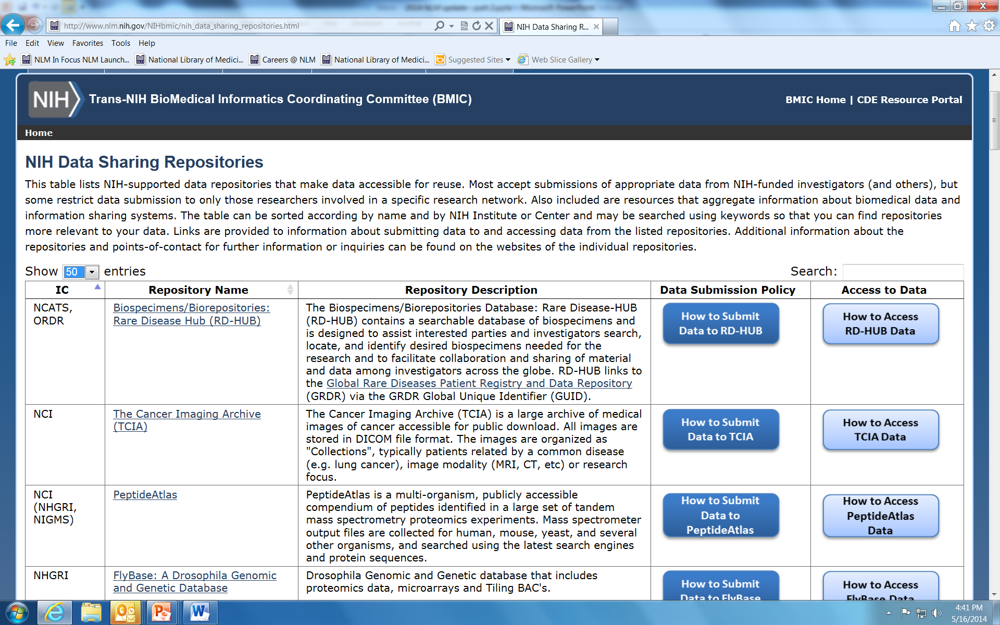 2014 NLM update - part 2.pptx - Microsoft PowerPoint
http://www.nlm.nih.gov/NIHbmic/nih_data_sharing_repositories.html
NIH Data Sharing R...
File Edit View Favorites Tools Help
NLM In Focus NLM Launch... National Library of Medici... Careers @ NLM National Library of Medici... Suggested Sites Web Slice Gallery
NIH Trans-NIH BioMedical Informatics Coordinating Committee (BMIC) BMIC Home | CDE Resource Portal
Home
NIH Data Sharing Repositories
This table lists NIH-supported data repositories that make data accessible for reuse. Most accept submissions of appropriate data from NIH-funded investigators (and others), but
some restrict data submission to only those researchers involved in a specific research network. Also included are resources that aggregate information about biomedical data and
information sharing systems. The table can be sorted according by name and by NIH Institute or Center and may be searched using keywords so that you can find repositories
more relevant to your data. Links are provided to information about submitting data to and accessing data from the listed repositories. Additional information about the
repositories and points-of-contact for further information or inquiries can be found on the websites of the individual repositories.
Show 50 entries Search:
IC Repository Name Repository Description Data Submission Policy Access to Data
NCATS,
ORDR
Biospecimens/Biorepositories:
Rare Disease Hub (RD-HUB)
The Biospecimens/Biorepositories Database: Rare Disease-HUB
(RD-HUB) contains a searchable database of biospecimens and
is designed to assist interested parties and investigators search,
locate, and identify desired biospecimens needed for the
research and to facilitate collaboration and sharing of material
and data among investigators across the globe. RD-HUB links to
the Global Rare Diseases Patient Registry and Data Repository
(GRDR) via the GRDR Global Unique Identifier (GUID).
How to Submit
Data to RD-HUB
How to Access
RD-HUB Data
NCI
The Cancer Imaging Archive
(TCIA)
The Cancer Imaging Archive (TCIA) is a large archive of medical
images of cancer accessible for public download. All images are
stored in DICOM file format. The images are organized as
"Collections", typically patients related by a common disease
(e.g. lung cancer), image modality (MRI, CT, etc) or research
focus.
How to Submit
Data to TCIA
How to Access
TCIA Data
NCI
(NHGRI,
NIGMS)
PeptideAtlas
PeptideAtlas is a multi-organism, publicly accessible
compendium of peptides identified in a large set of tandem
mass spectrometry proteomics experiments. Mass spectrometer
output files are collected for human, mouse, yeast, and several
other organisms, and searched using the latest search engines
and protein sequences.
How to Submit
Data to
PeptideAtlas
How to Access
PeptideAtlas
Data
NHGRI
FlyBase: A Drosophila Genomic
and Genetic Database
Drosophila Genomic and Genetic database that includes
proteomics data, microarrays and Tiling BAC's.
How to Submit
Data to FlyBase
How to Access
FlyBase Data
4:41 PM
5/16/2014